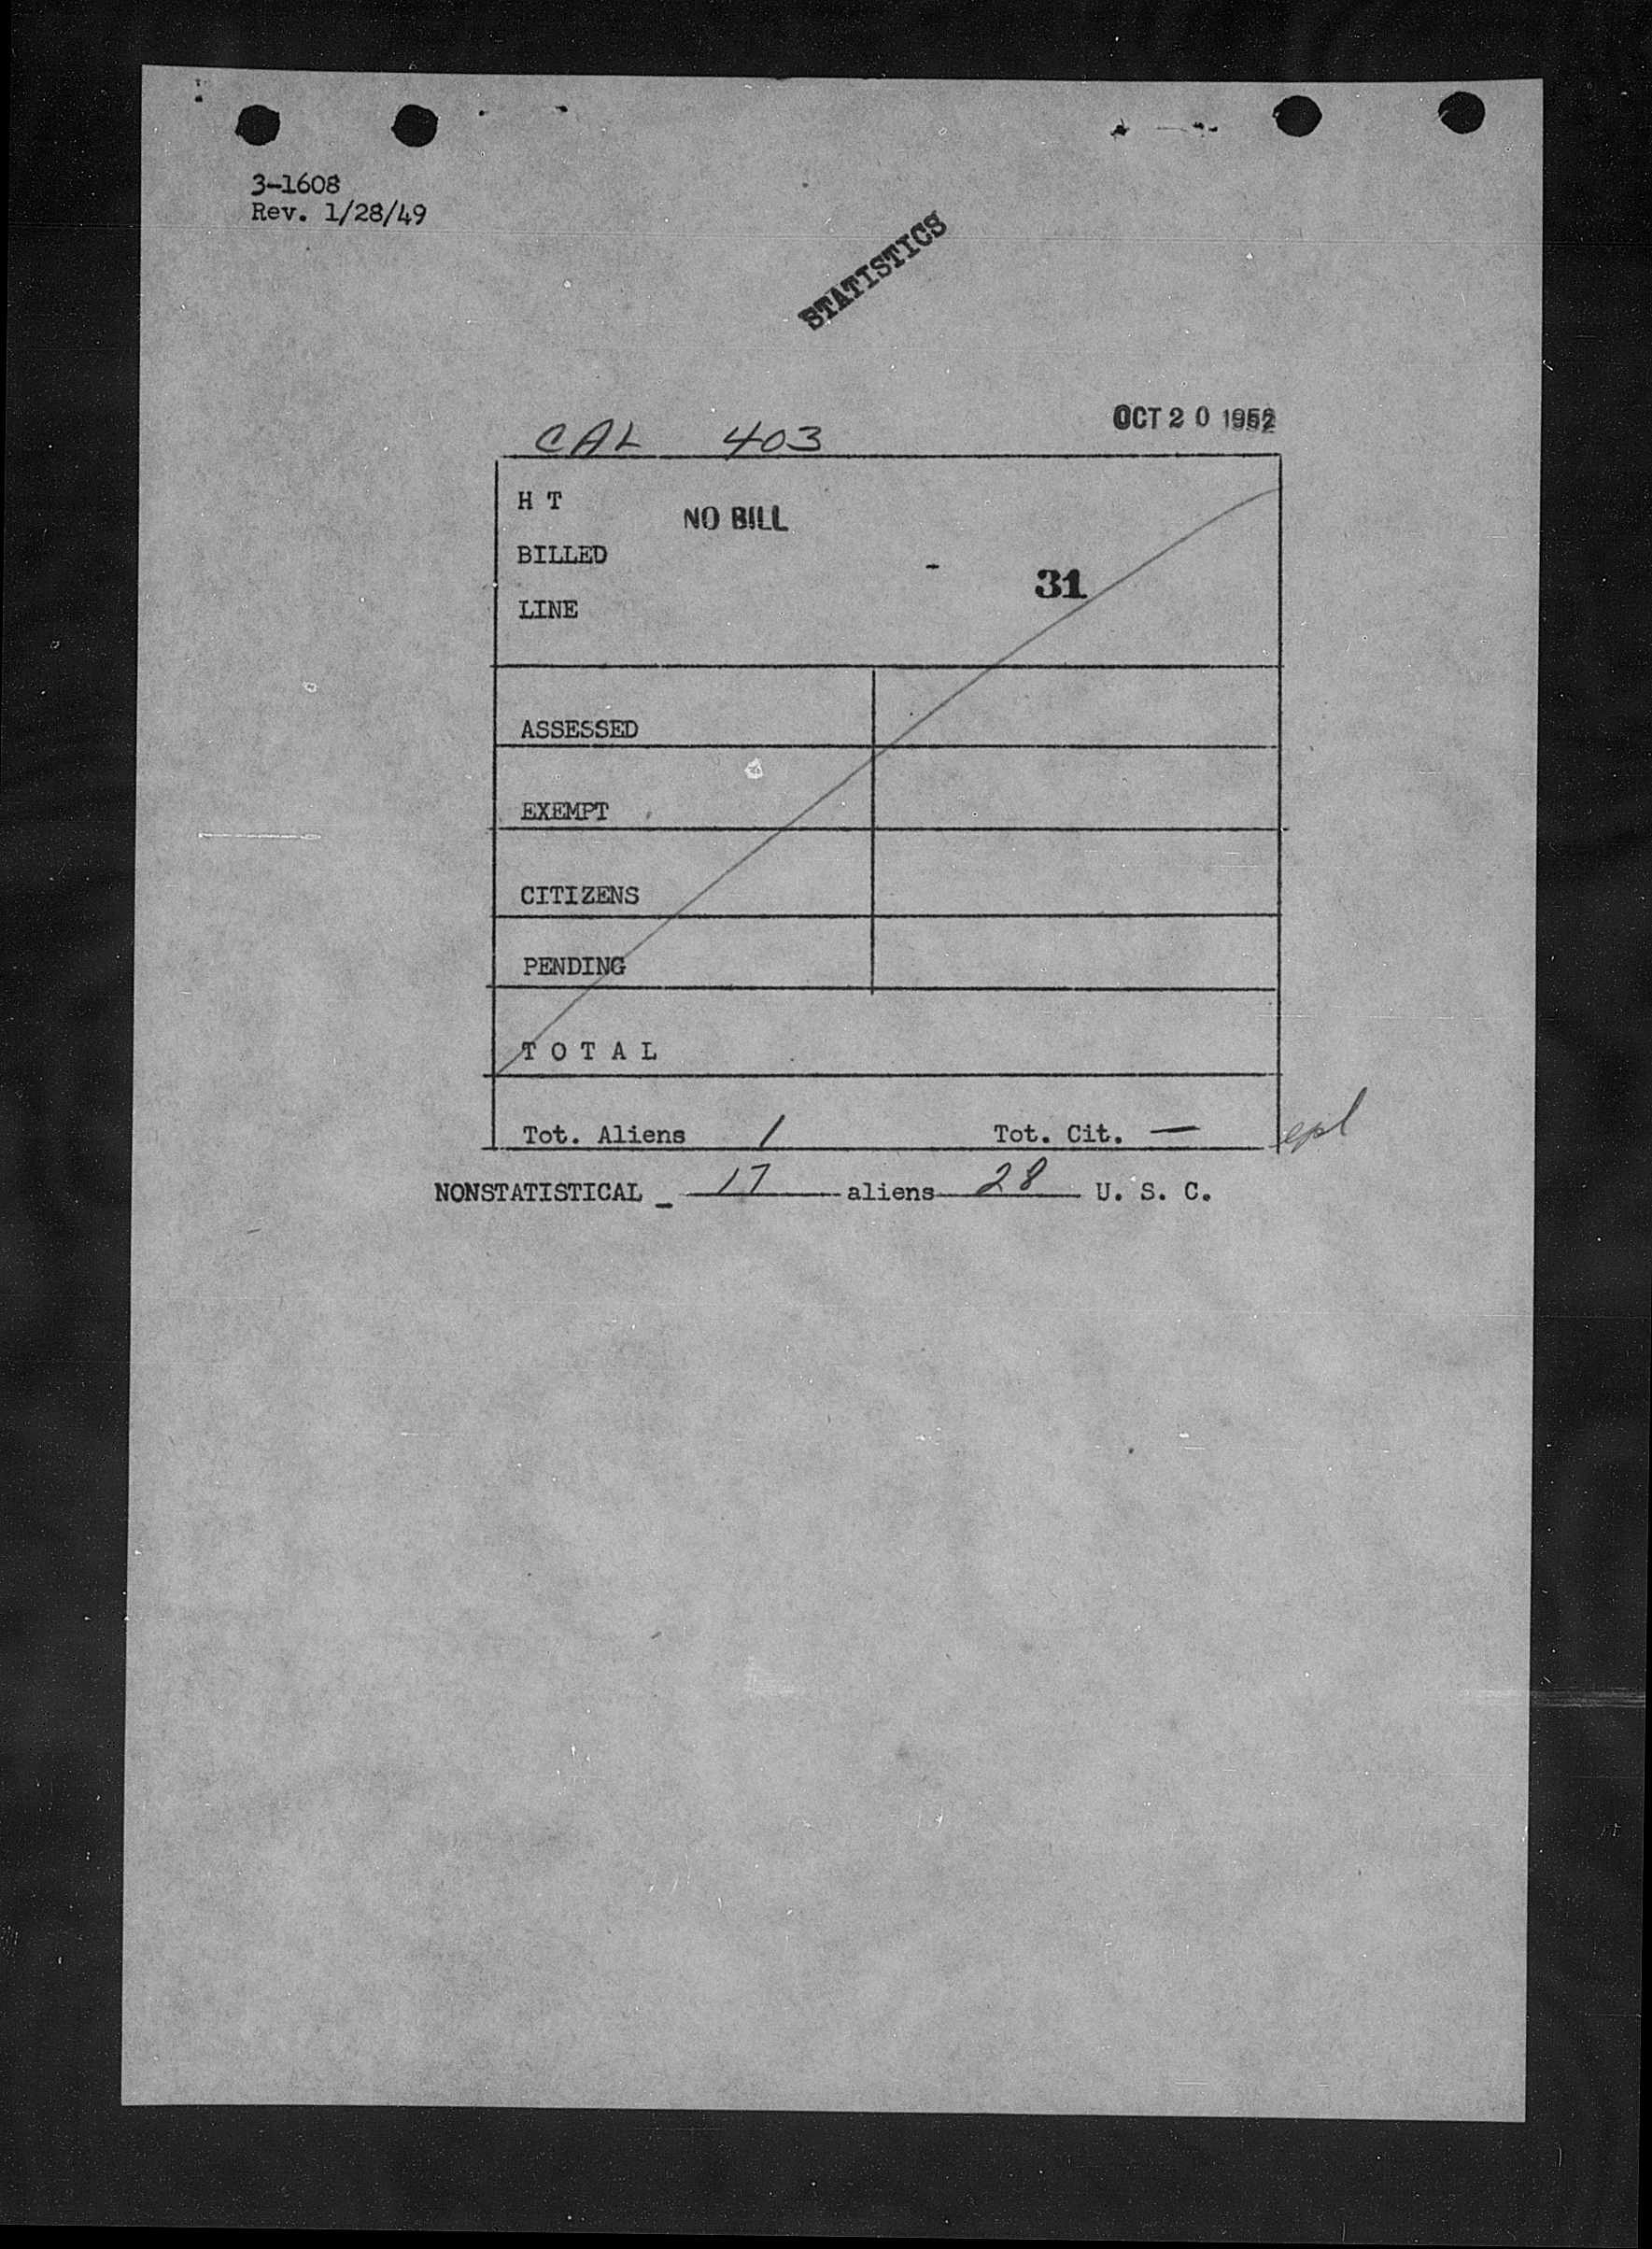 3-1608
Rev. 1/28/49
STATISTICS
OCT 20 1952
CAL 403
H T
NO BILL
BILLED
-
31
LINE
ASSESSED
EXEMPT
CITIZENS
PENDING
T O T A L
Tot. Aliens 1 Tot. Cit. —
NONSTATISTICAL - 17 aliens 28 U. S. C.